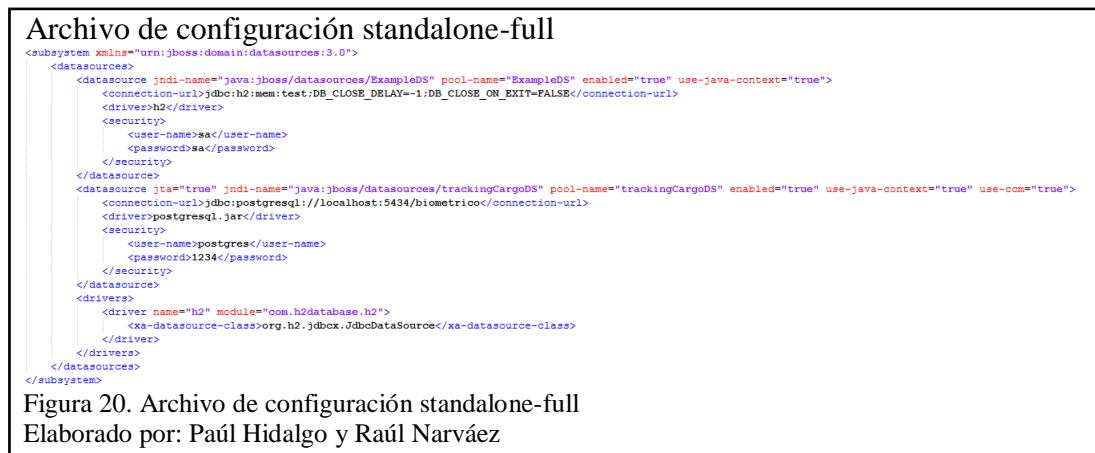 Archivo de configuración standalone-full
<subsystem xmlns="urn:jboss:domain:datasources:3.0">
    <datasources>
        <datasource jndi-name="java:jboss/datasources/ExampleDS" pool-name="ExampleDS" enabled="true" use-java-context="true">
            <connection-url>jdbc:h2:mem:test;DB_CLOSE_DELAY=-1;DB_CLOSE_ON_EXIT=FALSE</connection-url>
            <driver>h2</driver>
            <security>
                <user-name>sa</user-name>
                <password>sa</password>
            </security>
        </datasource>
        <datasource jta="true" jndi-name="java:jboss/datasources/trackingCargoDS" pool-name="trackingCargoDS" enabled="true" use-java-context="true" use-ccm="true">
            <connection-url>jdbc:postgresql://localhost:5434/biometrico</connection-url>
            <driver>postgresql.jar</driver>
            <security>
                <user-name>postgres</user-name>
                <password>1234</password>
            </security>
        </datasource>
        <drivers>
            <driver name="h2" module="com.h2database.h2">
                <xa-datasource-class>org.h2.jdbcx.JdbcDataSource</xa-datasource-class>
            </driver>
        </drivers>
    </datasources>
</subsystem>
Figura 20. Archivo de configuración standalone-full
Elaborado por: Paúl Hidalgo y Raúl Narváez